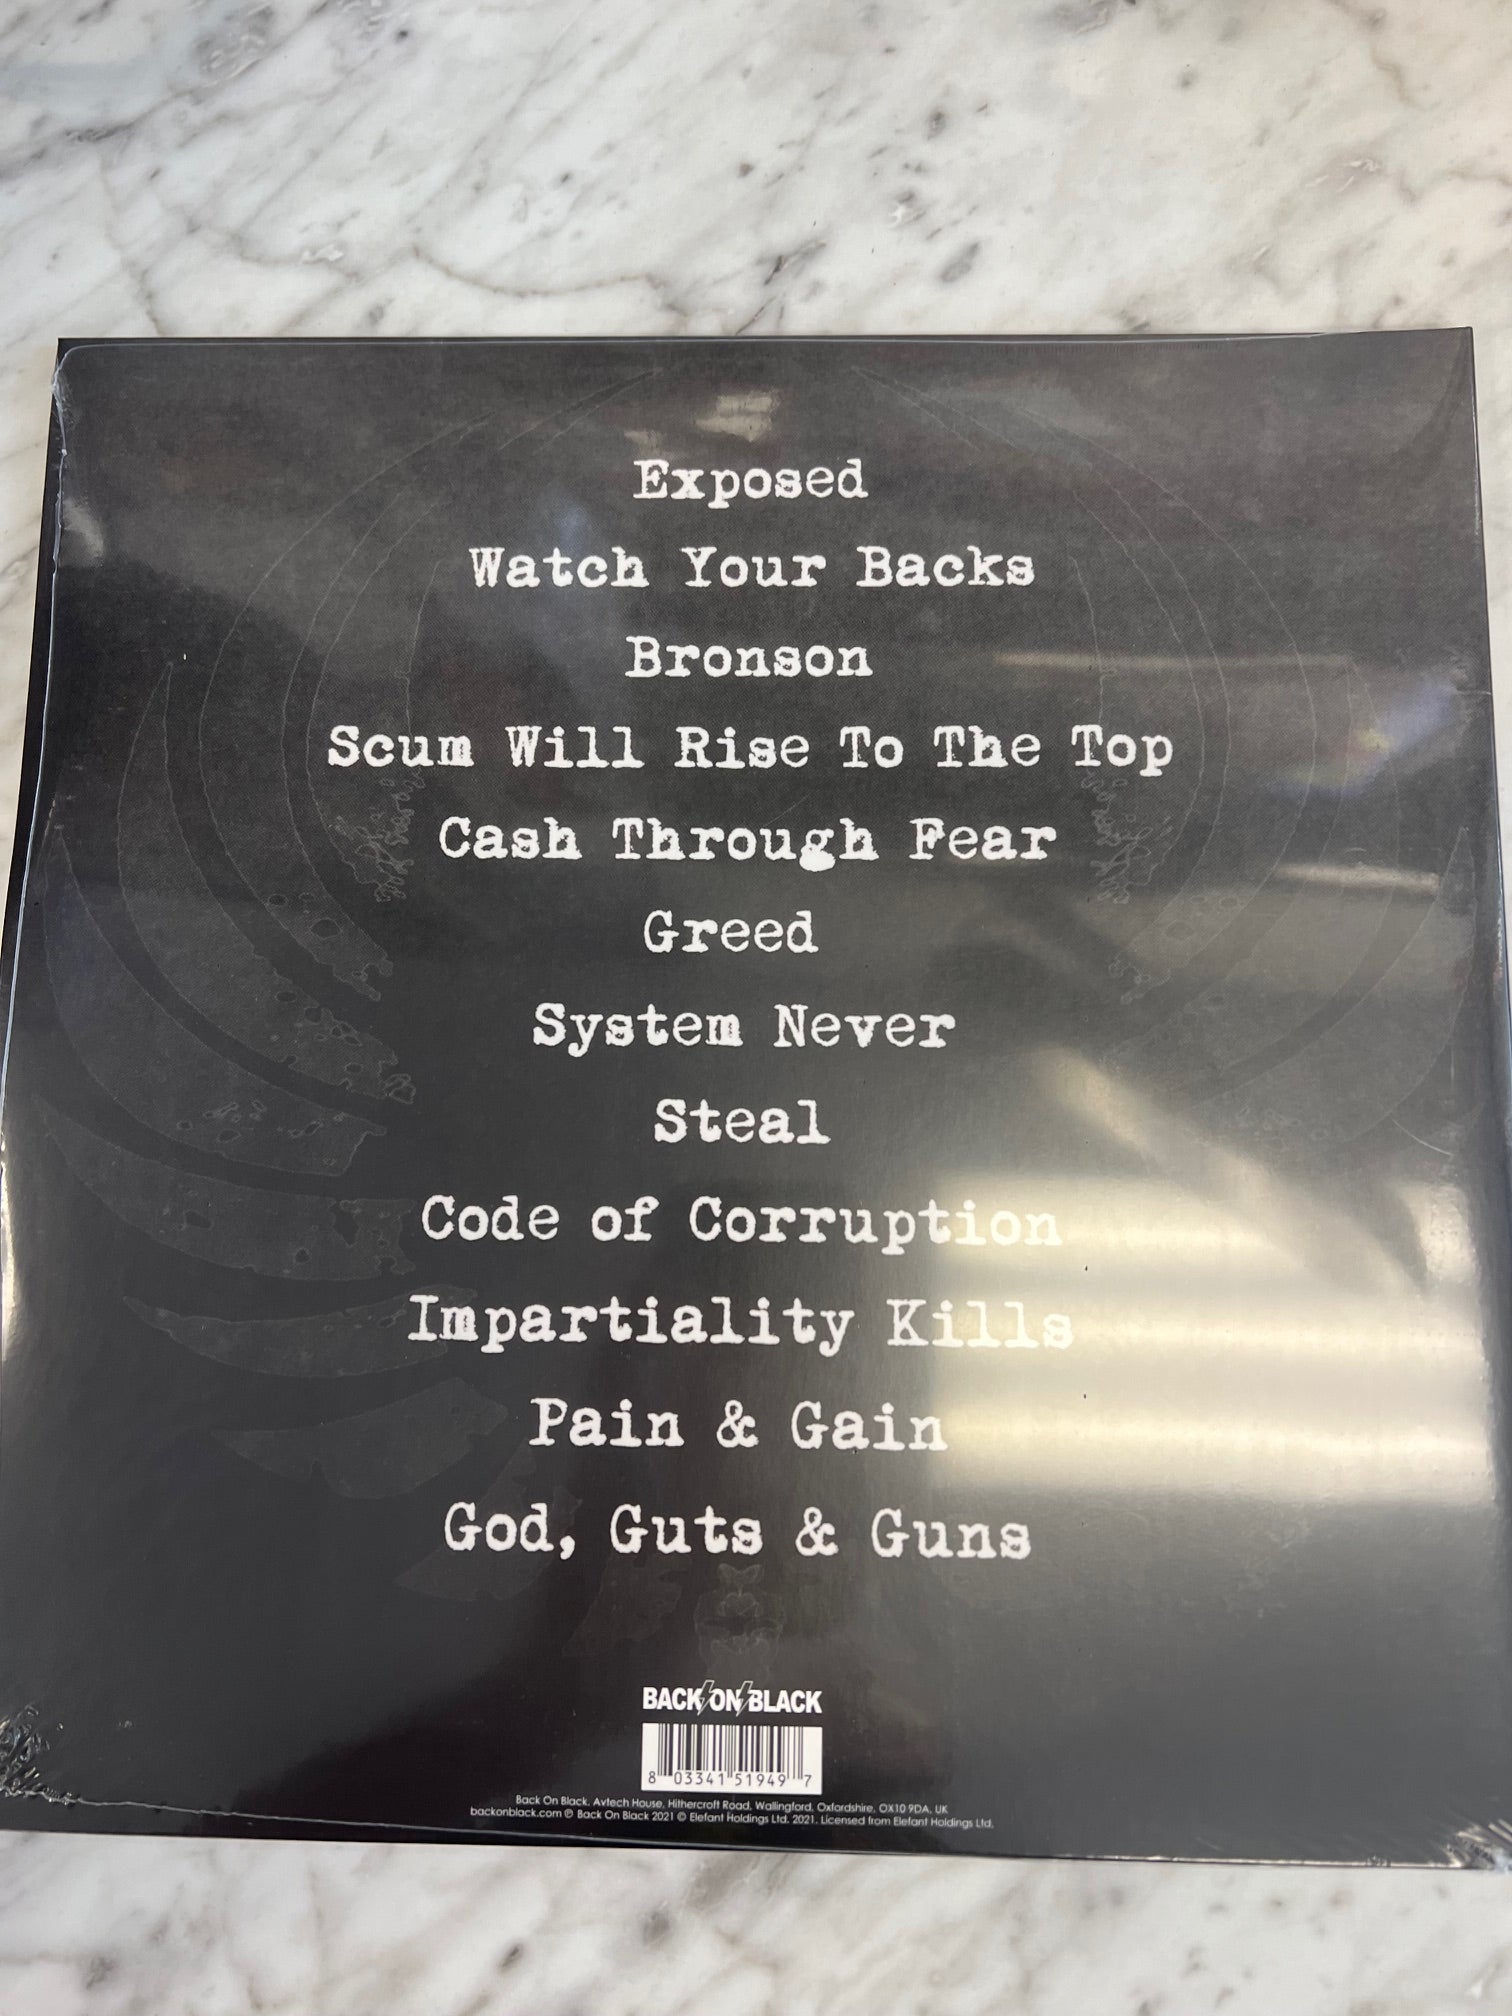 Exposed
Watch Your Backs
Bronson
Scum Will Rise To The Top
Cash Through Fear
Greed
System Never
Steal
Code of Corruption
Impartiality Kills
Pain & Gain
God, Guts & Guns
BACK ON BLACK
8 03341 51949 7
Back On Black, Avtech House, Hithercroft Road, Wallingford, Oxfordshire, OX10 9DA, UK
backonblack.com ℗ Back On Black 2021 © Elefant Holdings Ltd. 2021. Licensed from Elefant Holdings Ltd.